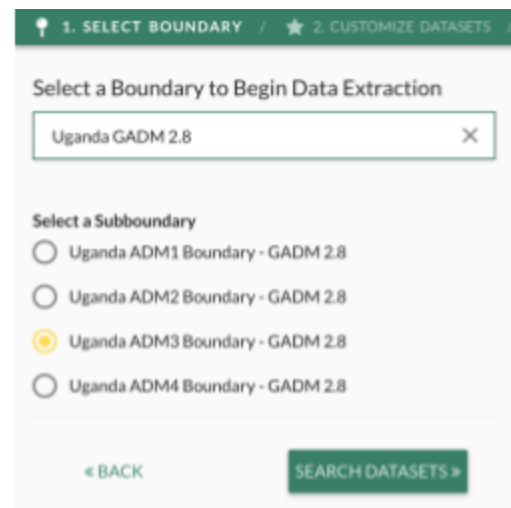 1. SELECT BOUNDARY / 2. CUSTOMIZE DATASETS /
Select a Boundary to Begin Data Extraction
Uganda GADM 2.8
Select a Subboundary
Uganda ADM1 Boundary - GADM 2.8
Uganda ADM2 Boundary - GADM 2.8
Uganda ADM3 Boundary - GADM 2.8
Uganda ADM4 Boundary - GADM 2.8
« BACK SEARCH DATASETS »